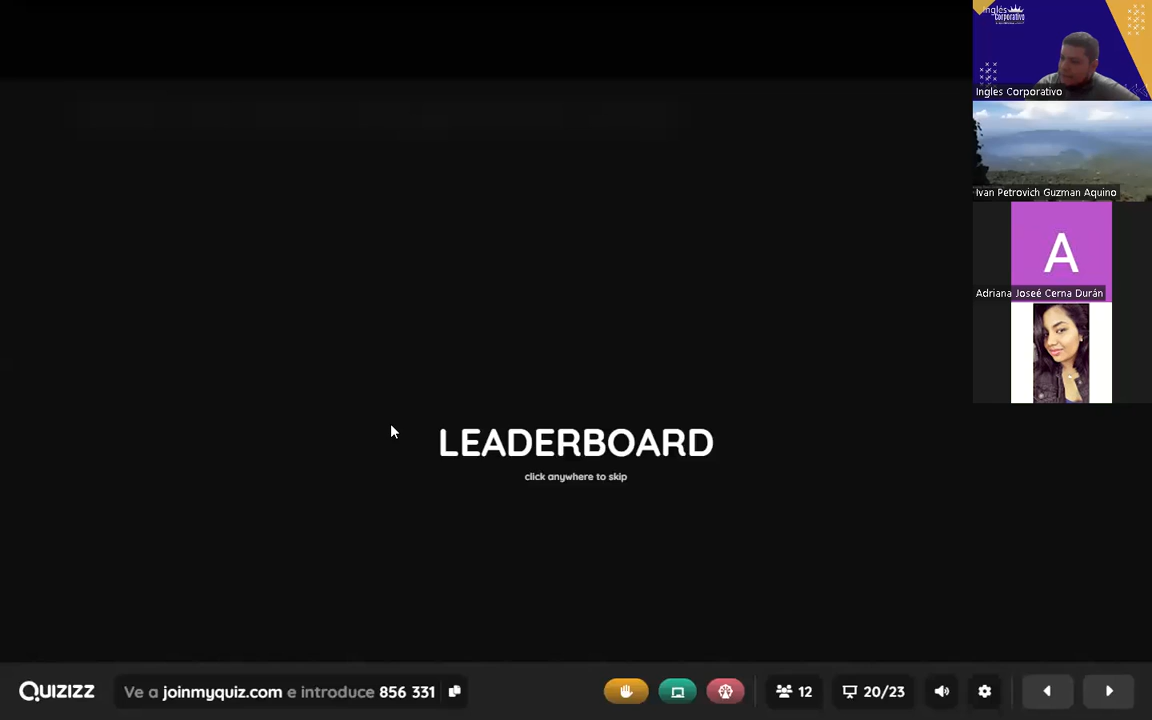 Inglés
Corporativo
Ingles Corporativo
Ivan Petrovich Guzman Aquino
A
Adriana Joseé Cerna Durán
LEADERBOARD
click anywhere to skip
Quizizz
Ve a joinmyquiz.com e introduce 856 331
12
20/23